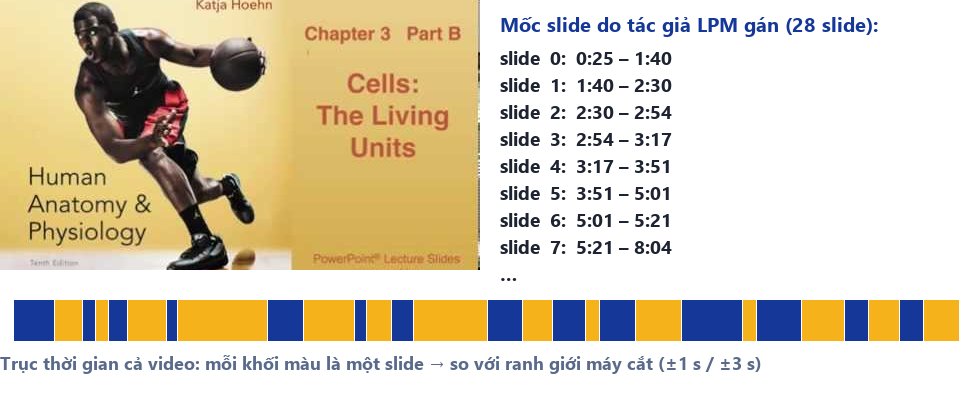 Katja Hoehn
Chapter 3 Part B
Cells:
The Living
Units
Human
Anatomy &
Physiology
Tenth Edition
PowerPoint® Lecture Slides
Mốc slide do tác giả LPM gán (28 slide):
slide 0: 0:25 – 1:40
slide 1: 1:40 – 2:30
slide 2: 2:30 – 2:54
slide 3: 2:54 – 3:17
slide 4: 3:17 – 3:51
slide 5: 3:51 – 5:01
slide 6: 5:01 – 5:21
slide 7: 5:21 – 8:04
...
Trục thời gian cả video: mỗi khối màu là một slide → so với ranh giới máy cắt (±1 s / ±3 s)